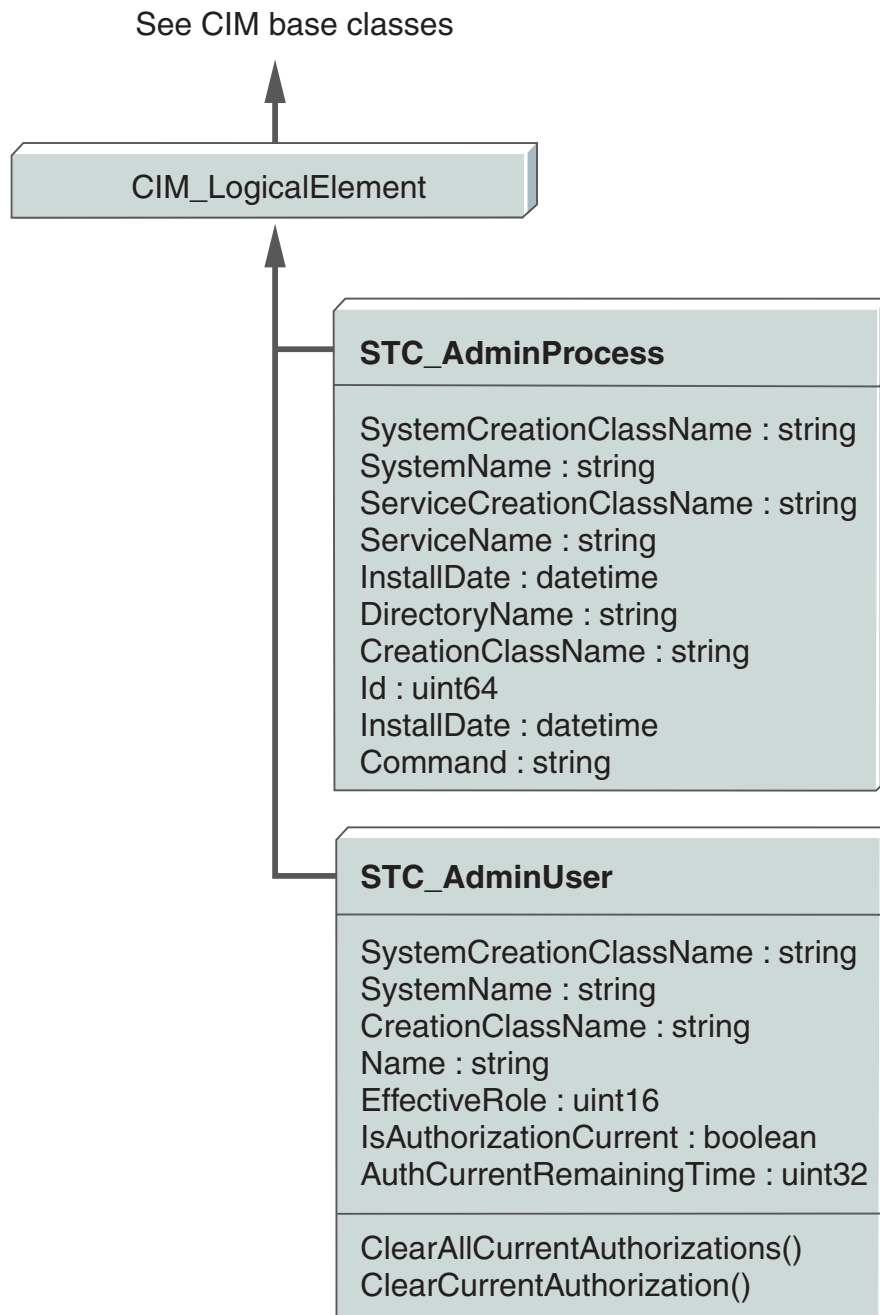 See CIM base classes
CIM_LogicalElement
STC_AdminProcess
SystemCreationClassName : string
SystemName : string
ServiceCreationClassName : string
ServiceName : string
InstallDate : datetime
DirectoryName : string
CreationClassName : string
Id : uint64
InstallDate : datetime
Command : string
STC_AdminUser
SystemCreationClassName : string
SystemName : string
CreationClassName : string
Name : string
EffectiveRole : uint16
IsAuthorizationCurrent : boolean
AuthCurrentRemainingTime : uint32
ClearAllCurrentAuthorizations()
ClearCurrentAuthorization()